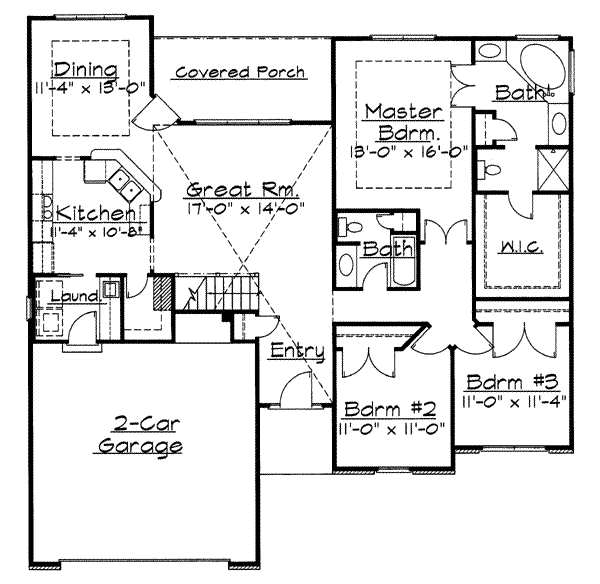 Dining
11'-4" x 13'-0"
Covered Porch
Master
Bdrm.
13'-0" x 16'-0"
Bath
Great Rm.
17'-0" x 14'-0"
Kitchen
11'-4" x 10'-8"
Bath
W.I.C.
Laund.
Entry
2-Car
Garage
Bdrm #2
11'-0" x 11'-0"
Bdrm #3
11'-0" x 11'-4"